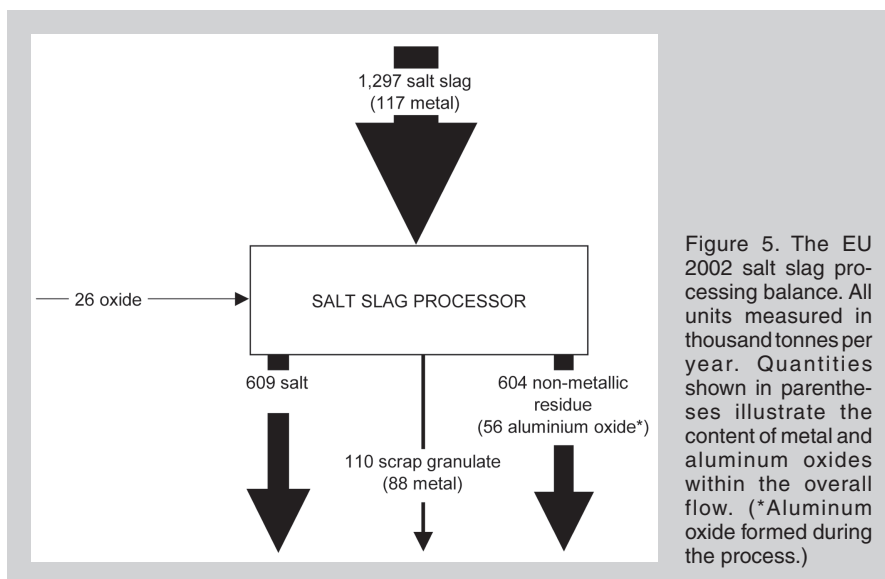 1,297 salt slag
(117 metal)
26 oxide
SALT SLAG PROCESSOR
609 salt
604 non-metallic
residue
(56 aluminium oxide*)
110 scrap granulate
(88 metal)
Figure 5. The EU
2002 salt slag pro-
cessing balance. All
units measured in
thousand tonnes per
year. Quantities
shown in parenthe-
ses illustrate the
content of metal and
aluminum oxides
within the overall
flow. (*Aluminum
oxide formed during
the process.)